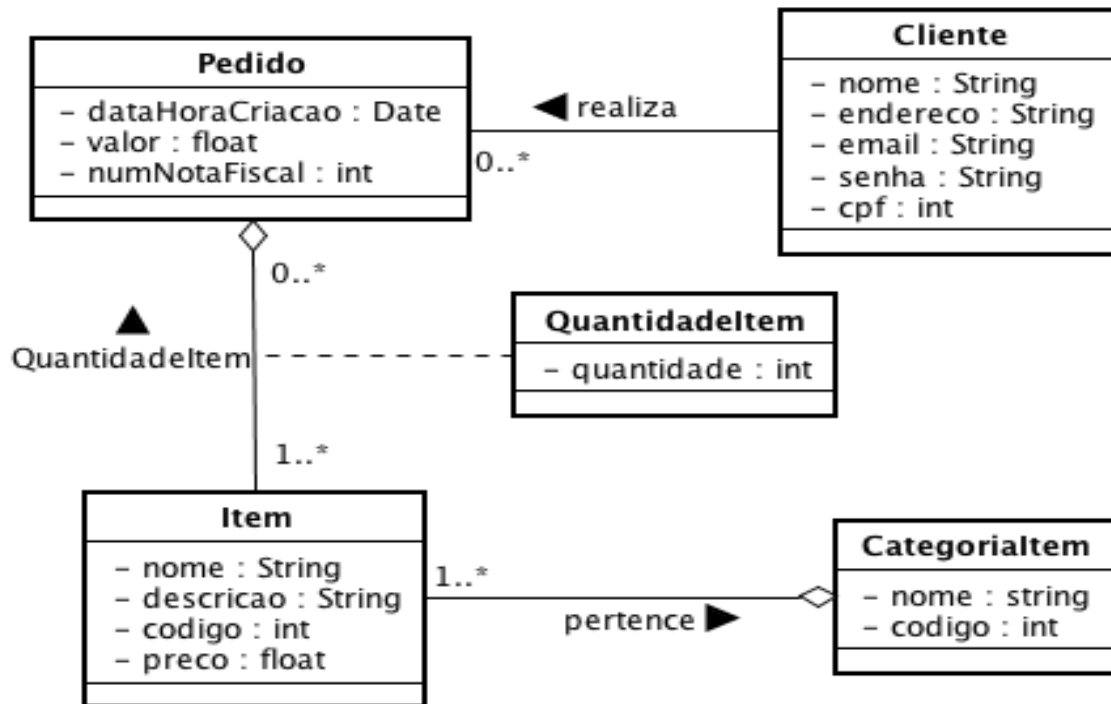 Pedido
- dataHoraCriacao : Date
- valor : float
- numNotaFiscal : int
Cliente
- nome : String
- endereco : String
- email : String
- senha : String
- cpf : int
◀ realiza
0..*
0..*
▲
QuantidadeItem
QuantidadeItem
- quantidade : int
1..*
Item
- nome : String
- descricao : String
- codigo : int
- preco : float
1..*
pertence ▶
CategoriaItem
- nome : string
- codigo : int